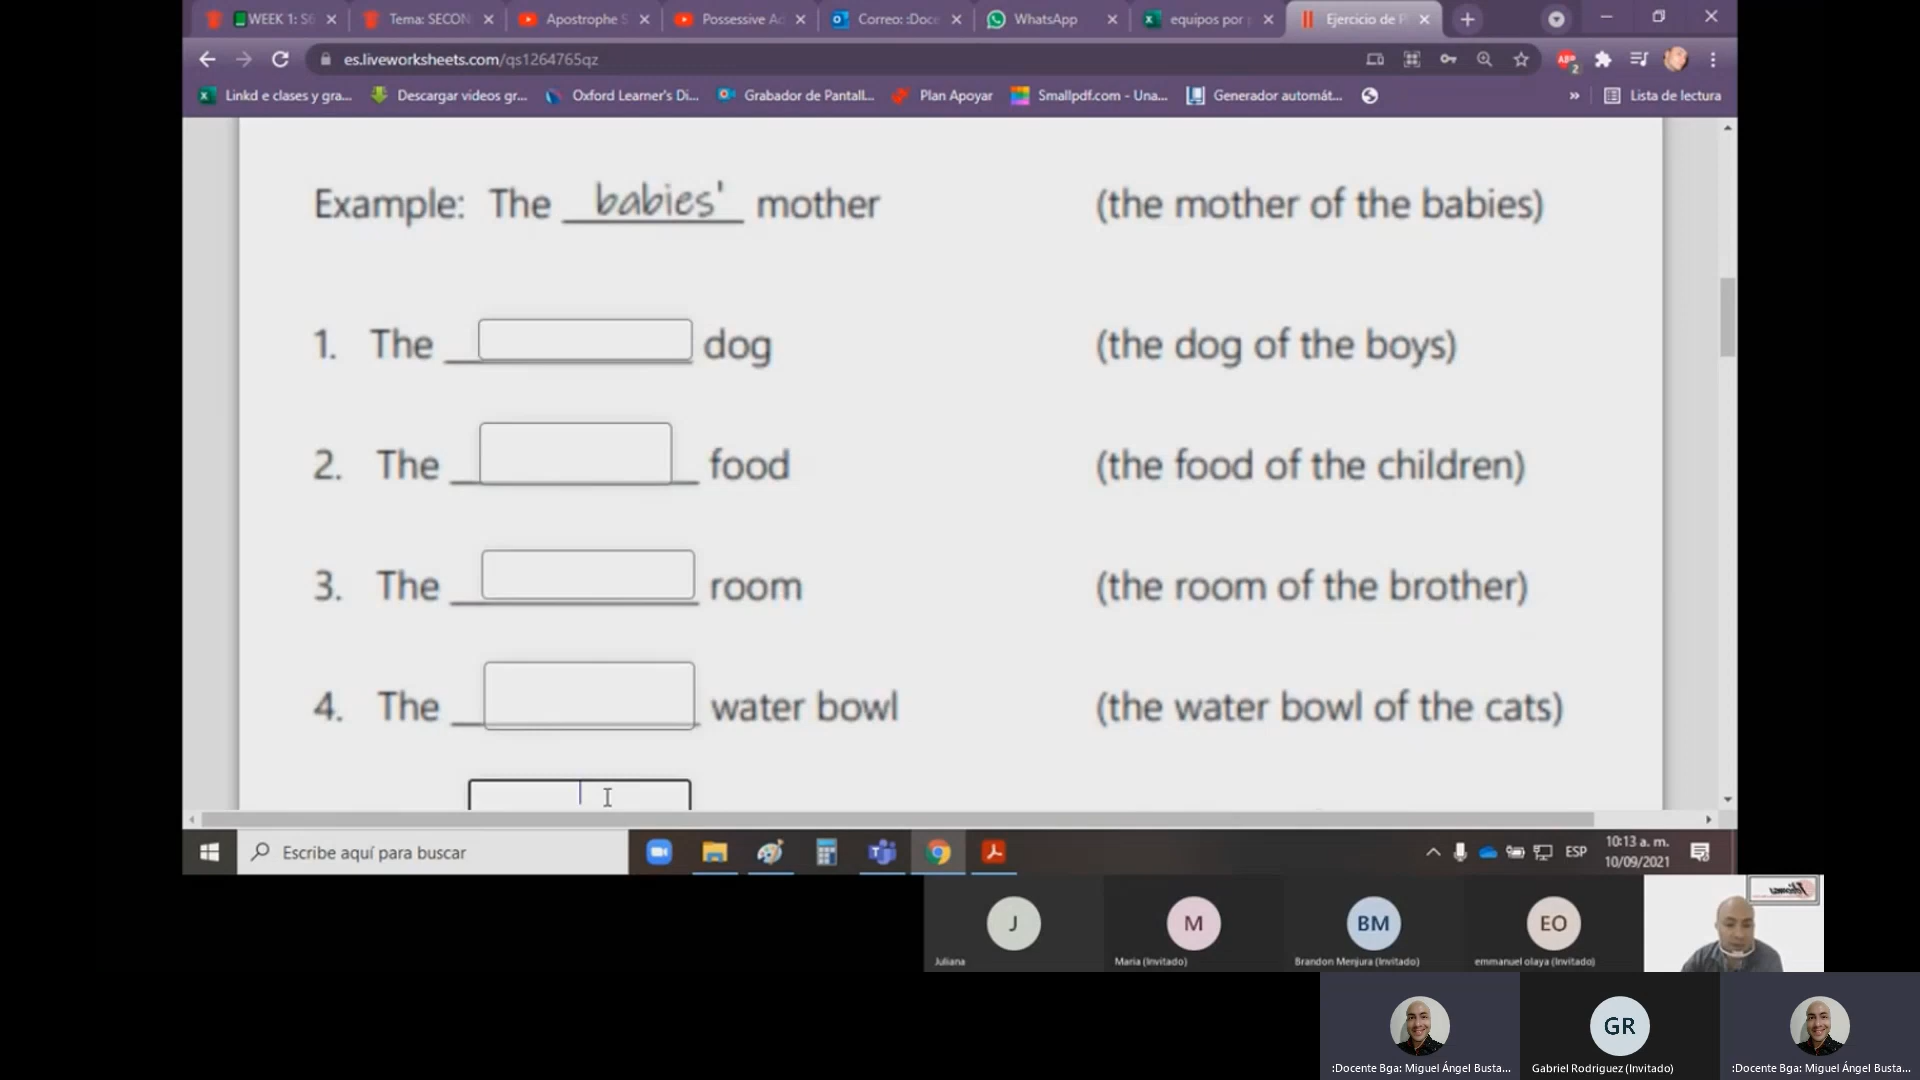 WEEK 1: S6
Tema: SECON
Apostrophe S
Possessive Ad
Correo: :Doce
WhatsApp
equipos por
Ejercicio de P
es.liveworksheets.com/qs1264765qz
ABP
2
Linkd e clases y gra...
Descargar videos gr...
Oxford Learner's Di...
Grabador de Pantall...
Plan Apoyar
Smallpdf.com - Una...
Generador automát...
»
Lista de lectura
Example: The babies' mother (the mother of the babies)
1. The dog (the dog of the boys)
2. The food (the food of the children)
3. The room (the room of the brother)
4. The water bowl (the water bowl of the cats)
Escribe aquí para buscar
ESP
10:13 a. m.
10/09/2021
J
Juliana
M
Maria (Invitado)
BM
Brandon Menjura (Invitado)
EO
emmanuel olaya (Invitado)
:Docente Bga: Miguel Ángel Busta...
GR
Gabriel Rodriguez (Invitado)
:Docente Bga: Miguel Ángel Busta...